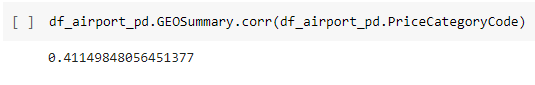 [ ] df_airport_pd.GEOSummary.corr(df_airport_pd.PriceCategoryCode)
0.41149848056451377